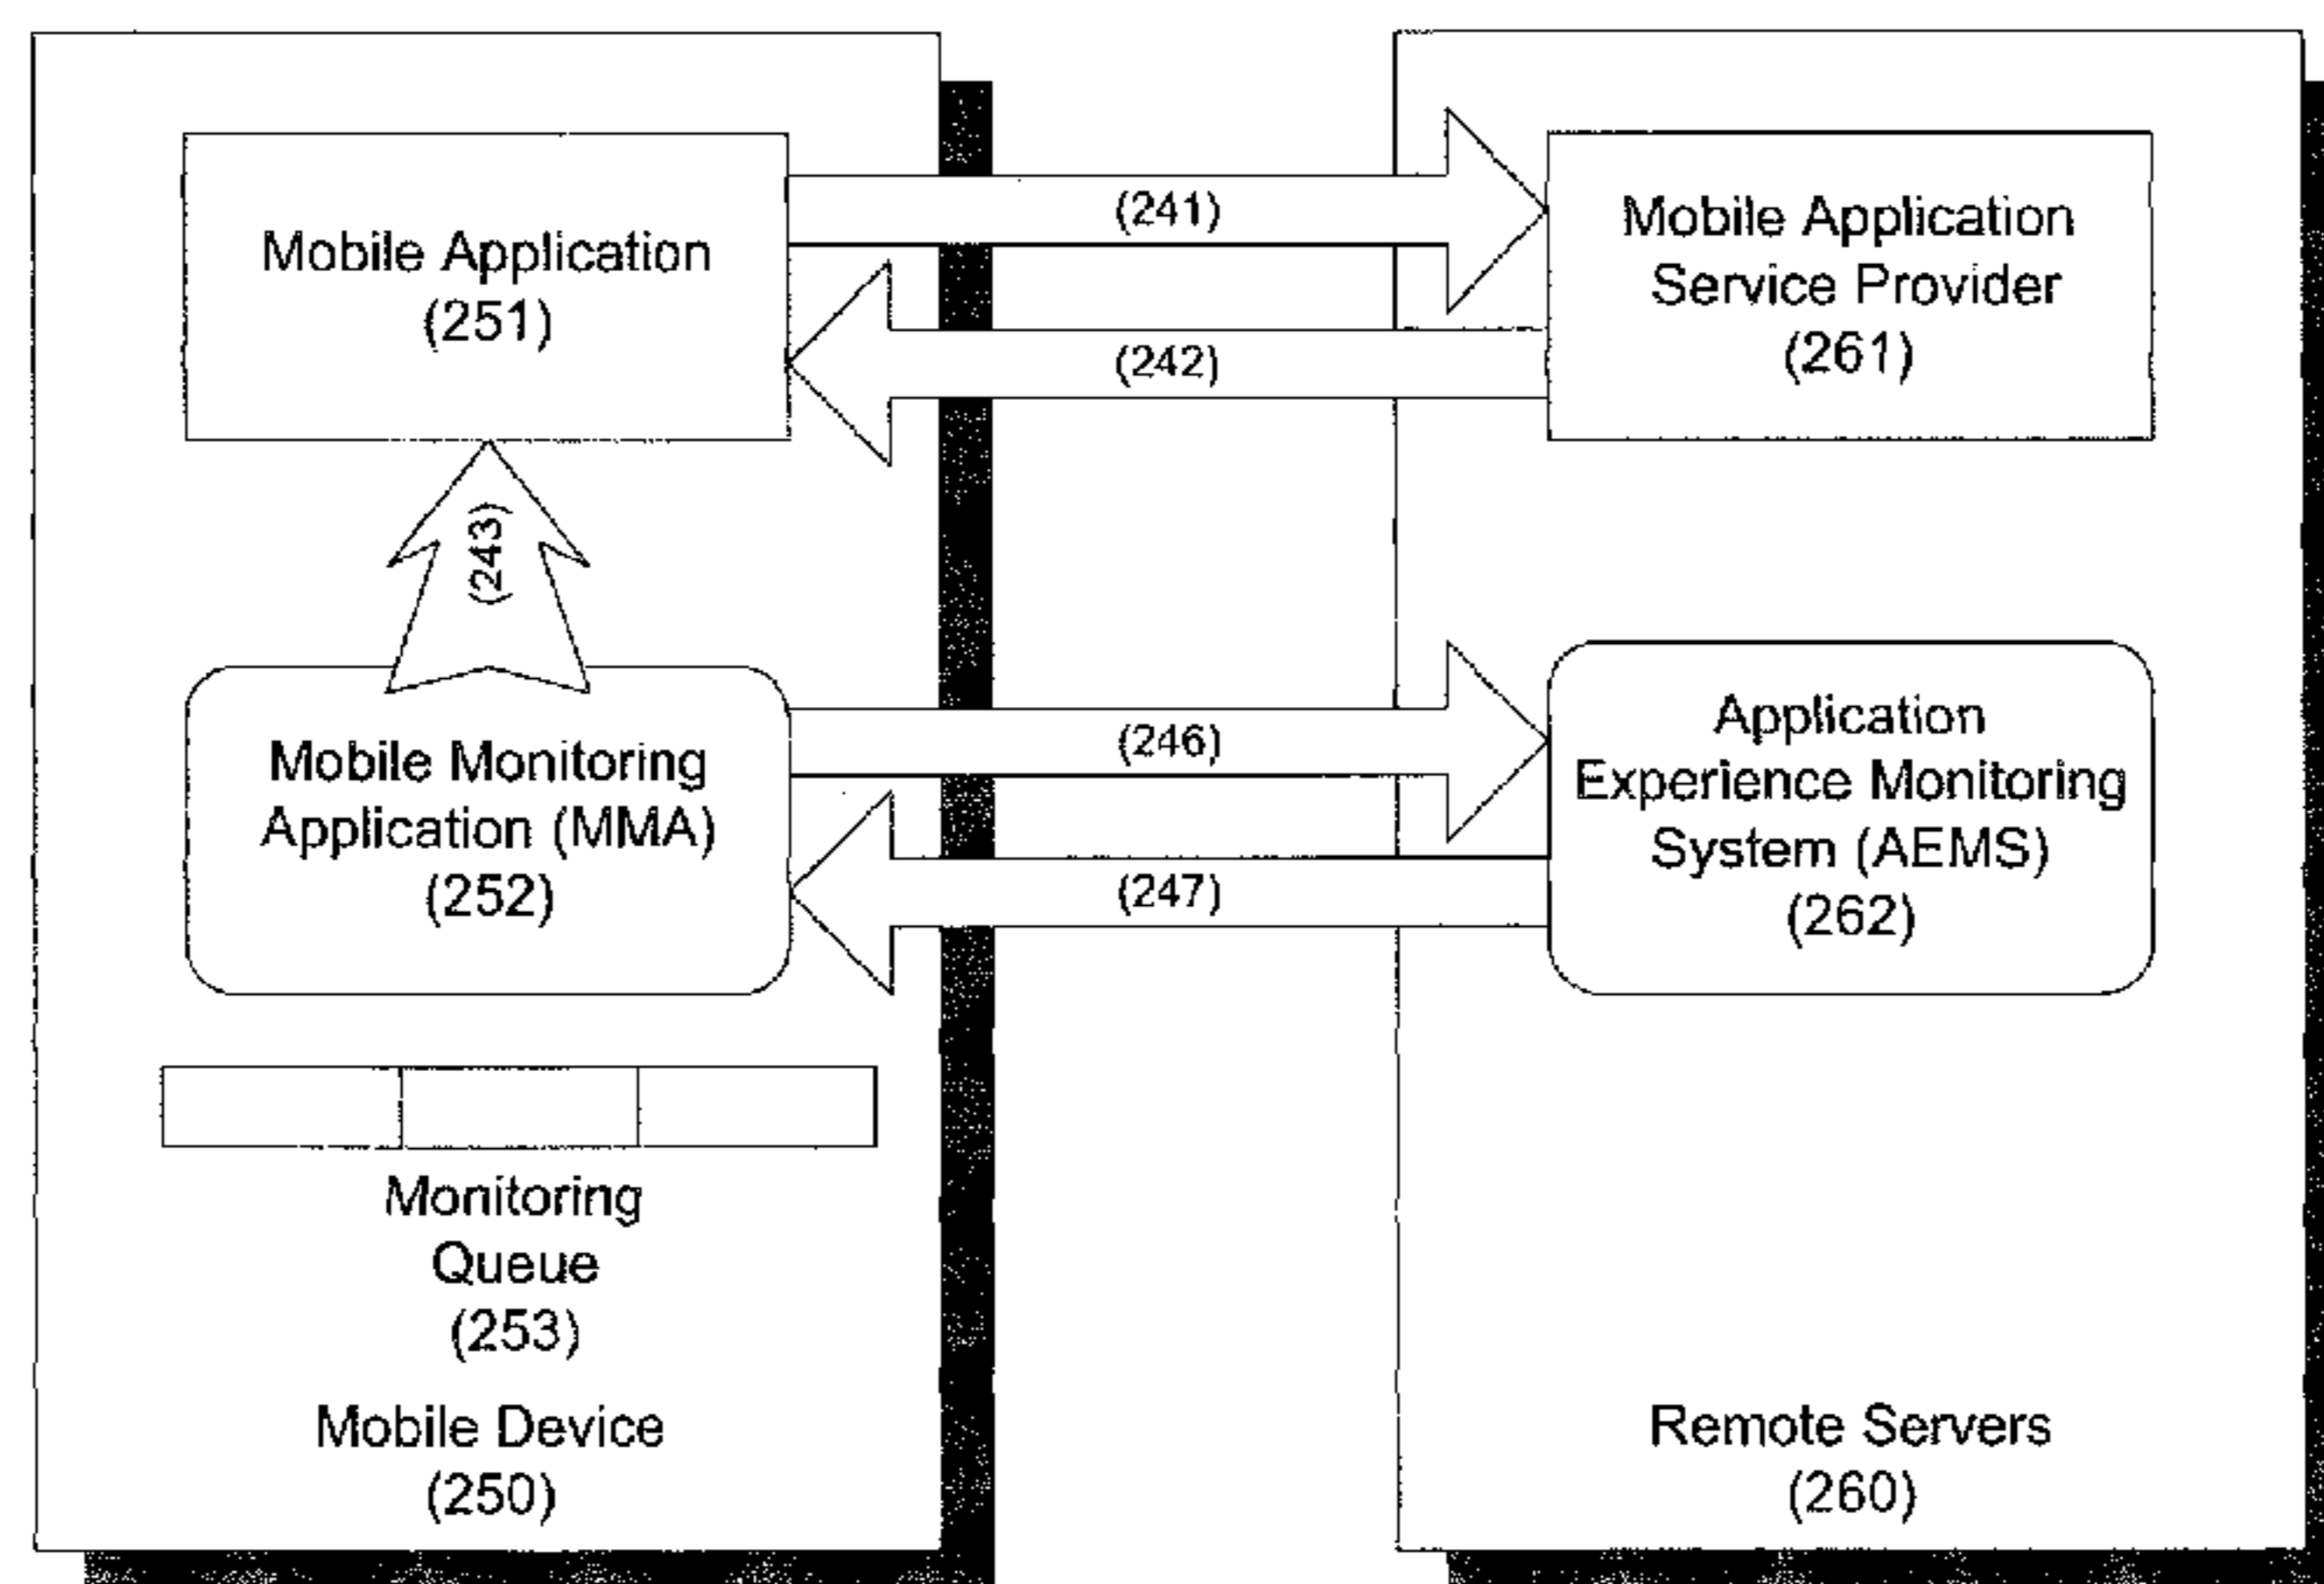 Mobile Application
(251)
(241)
(242)
Mobile Application
Service Provider
(261)
(243)
Mobile Monitoring
Application (MMA)
(252)
(246)
(247)
Application
Experience Monitoring
System (AEMS)
(262)
Monitoring
Queue
(253)
Mobile Device
(250)
Remote Servers
(260)